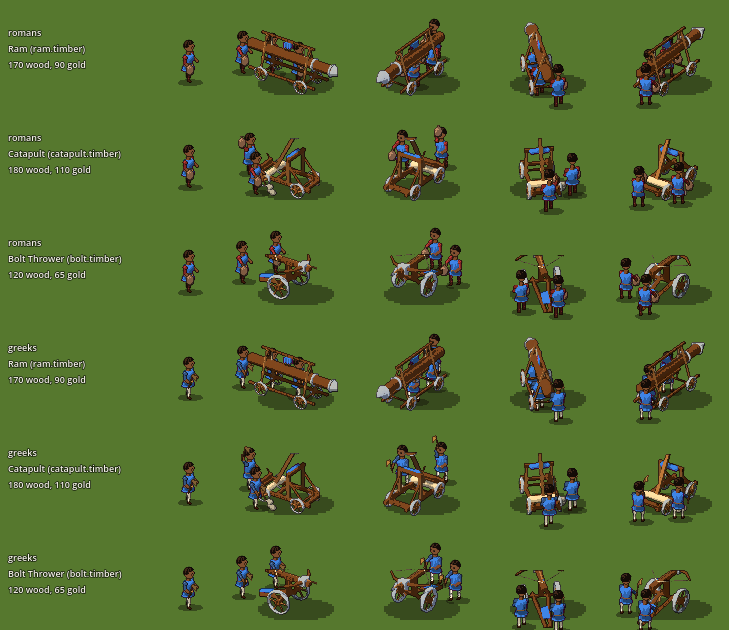 romans
Ram (ram.timber)
170 wood, 90 gold
romans
Catapult (catapult.timber)
180 wood, 110 gold
romans
Bolt Thrower (bolt.timber)
120 wood, 65 gold
greeks
Ram (ram.timber)
170 wood, 90 gold
greeks
Catapult (catapult.timber)
180 wood, 110 gold
greeks
Bolt Thrower (bolt.timber)
120 wood, 65 gold